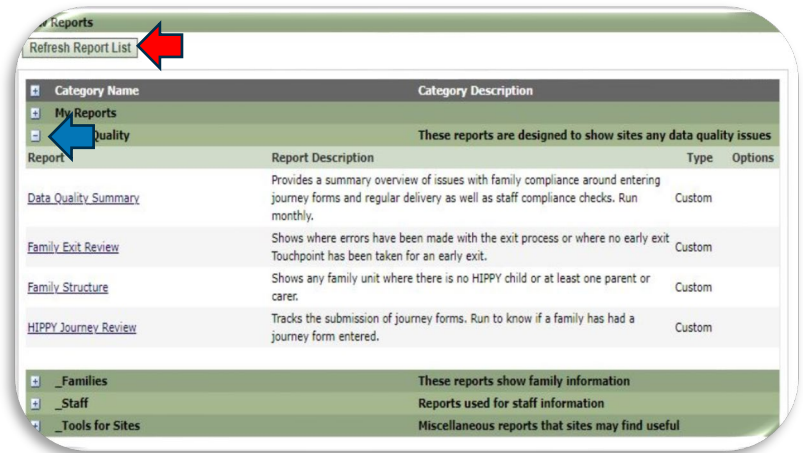 Reports
Refresh Report List
Category Name Category Description
My Reports
Quality These reports are designed to show sites any data quality issues
Report Report Description Type Options
Data Quality Summary Provides a summary overview of issues with family compliance around entering
journey forms and regular delivery as well as staff compliance checks. Run Custom
monthly.
Family Exit Review Shows where errors have been made with the exit process or where no early exit Custom
Touchpoint has been taken for an early exit.
Family Structure Shows any family unit where there is no HIPPY child or at least one parent or Custom
carer.
HIPPY Journey Review Tracks the submission of journey forms. Run to know if a family has had a Custom
journey form entered.
_Families These reports show family information
_Staff Reports used for staff information
_Tools for Sites Miscellaneous reports that sites may find useful